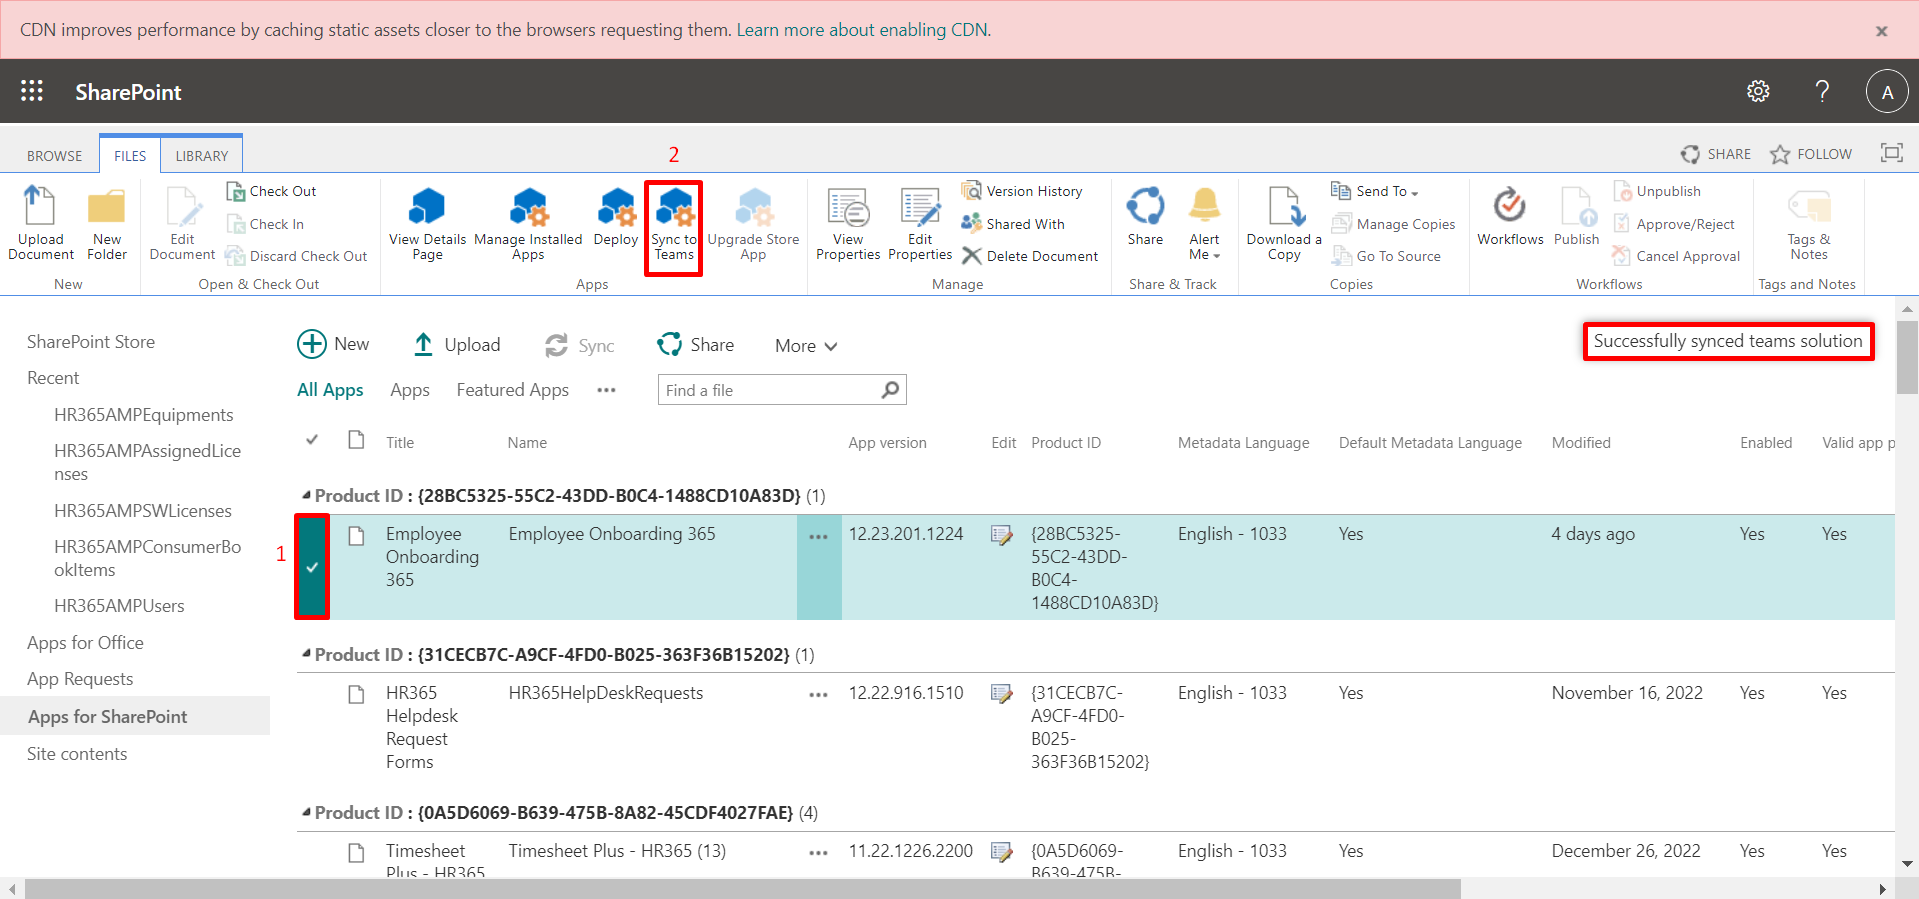 CDN improves performance by caching static assets closer to the browsers requesting them. Learn more about enabling CDN.
SharePoint
A
BROWSE
FILES
LIBRARY
2
SHARE
FOLLOW
Upload
Document
New
Folder
New
Edit
Document
Check Out
Check In
Discard Check Out
Open & Check Out
View Details
Page
Manage Installed
Apps
Deploy
Sync to
Teams
Upgrade Store
App
Apps
View
Properties
Edit
Properties
Version History
Shared With
Delete Document
Manage
Share
Alert
Me
Share & Track
Download a
Copy
Send To
Manage Copies
Go To Source
Copies
Workflows
Publish
Unpublish
Approve/Reject
Cancel Approval
Workflows
Tags &
Notes
Tags and Notes
SharePoint Store
Recent
HR365AMPEquipments
HR365AMPAssignedLice
nses
HR365AMPSWLicenses
HR365AMPConsumerBo
okItems
HR365AMPUsers
Apps for Office
App Requests
Apps for SharePoint
Site contents
New
Upload
Sync
Share
More
Successfully synced teams solution
All Apps
Apps
Featured Apps
Find a file
Title
Name
App version
Edit
Product ID
Metadata Language
Default Metadata Language
Modified
Enabled
Valid app p
Product ID : {28BC5325-55C2-43DD-B0C4-1488CD10A83D} (1)
1
Employee
Onboarding
365
Employee Onboarding 365
12.23.201.1224
{28BC5325-
55C2-43DD-
B0C4-
1488CD10A83D}
English - 1033
Yes
4 days ago
Yes
Yes
Product ID : {31CECB7C-A9CF-4FD0-B025-363F36B15202} (1)
HR365
Helpdesk
Request
Forms
HR365HelpDeskRequests
12.22.916.1510
{31CECB7C-
A9CF-4FD0-
B025-
363F36B15202}
English - 1033
Yes
November 16, 2022
Yes
Yes
Product ID : {0A5D6069-B639-475B-8A82-45CDF4027FAE} (4)
Timesheet
Plus - HR365
Timesheet Plus - HR365 (13)
11.22.1226.2200
{0A5D6069-
B639-475B-
English - 1033
Yes
December 26, 2022
Yes
Yes